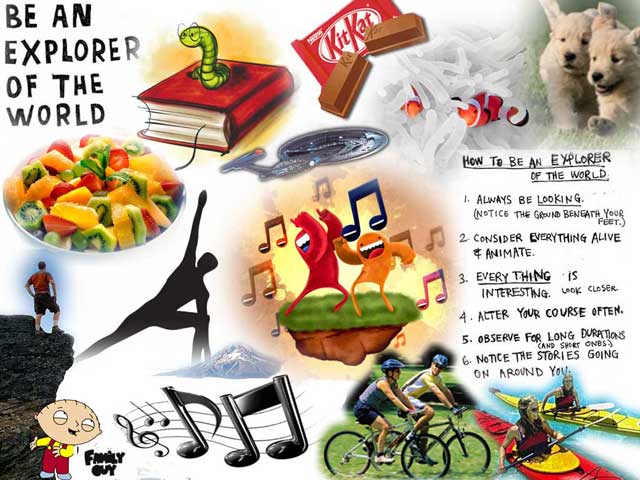 BE AN
EXPLORER
OF THE
WORLD
Nestlé
KitKat
HOW TO BE AN EXPLORER
OF THE WORLD.
1. ALWAYS BE LOOKING.
(NOTICE THE GROUND BENEATH YOUR
FEET.)
2. CONSIDER EVERYTHING ALIVE
& ANIMATE.
3. EVERYTHING IS
INTERESTING. LOOK CLOSER.
4. ALTER YOUR COURSE OFTEN.
5. OBSERVE FOR LONG DURATIONS
(AND SHORT ONES.)
6. NOTICE THE STORIES GOING
ON AROUND YOU.
FAMILY
GUY